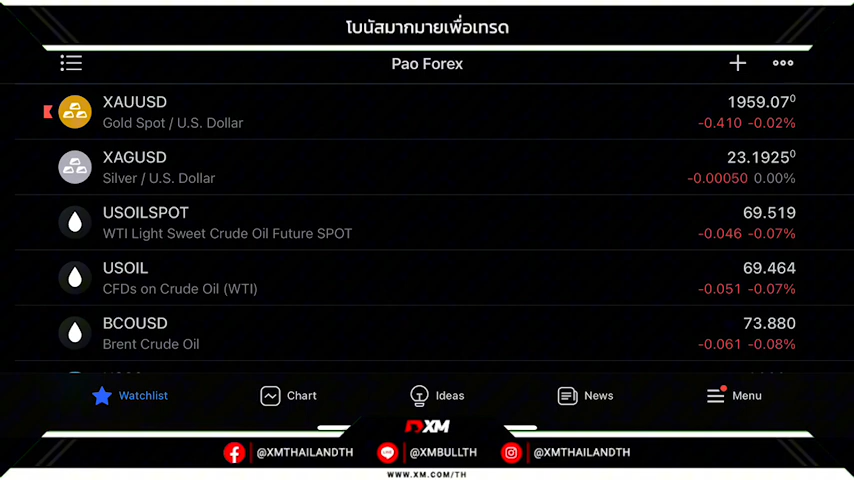 โบนัสมากมายเพื่อเทรด
Pao Forex
XAUUSD 1959.07⁰
Gold Spot / U.S. Dollar -0.410 -0.02%
XAGUSD 23.1925⁰
Silver / U.S. Dollar -0.00050 0.00%
USOILSPOT 69.519
WTI Light Sweet Crude Oil Future SPOT -0.046 -0.07%
USOIL 69.464
CFDs on Crude Oil (WTI) -0.051 -0.07%
BCOUSD 73.880
Brent Crude Oil -0.061 -0.08%
Watchlist Chart Ideas News Menu
XM
@XMTHAILANDTH @XMBULLTH @XMTHAILANDTH
WWW.XM.COM/TH